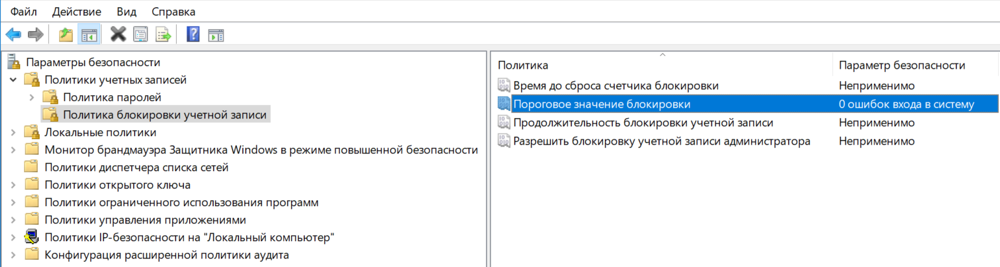 Файл Действие Вид Справка
Параметры безопасности
Политики учетных записей
Политика паролей
Политика блокировки учетной записи
Локальные политики
Монитор брандмауэра Защитника Windows в режиме повышенной безопасности
Политики диспетчера списка сетей
Политики открытого ключа
Политики ограниченного использования программ
Политики управления приложениями
Политики IP-безопасности на "Локальный компьютер"
Конфигурация расширенной политики аудита
Политика Параметр безопасности
Время до сброса счетчика блокировки Неприменимо
Пороговое значение блокировки 0 ошибок входа в систему
Продолжительность блокировки учетной записи Неприменимо
Разрешить блокировку учетной записи администратора Неприменимо